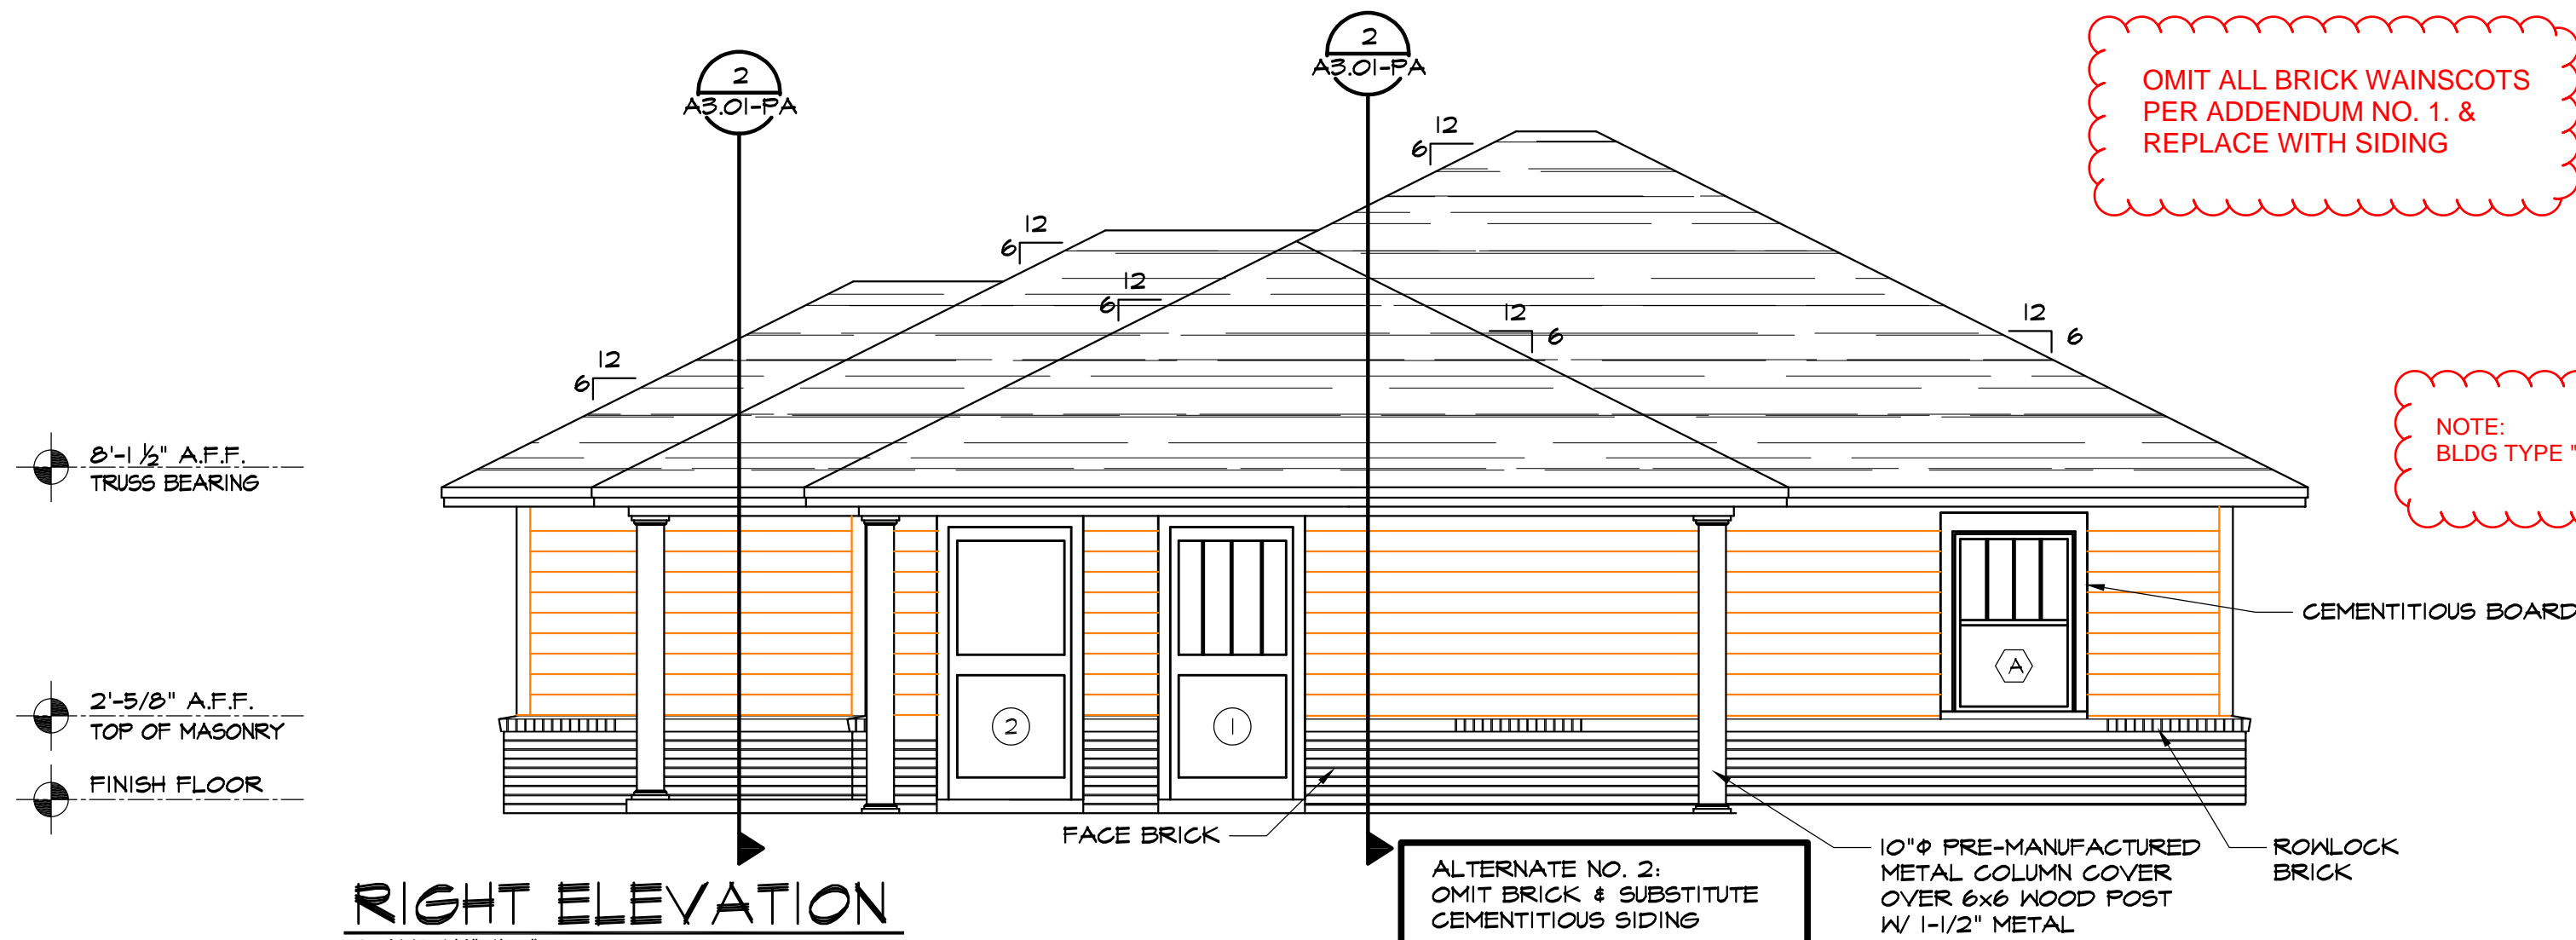 2
A3.01-PA
2
A3.01-PA
OMIT ALL BRICK WAINSCOTS
PER ADDENDUM NO. 1. &
REPLACE WITH SIDING
12
6
12
6
12
6
12
6
12
6
12
6
NOTE:
BLDG TYPE "
8'-1 1/2" A.F.F.
TRUSS BEARING
CEMENTITIOUS BOARD
A
2'-5/8" A.F.F.
TOP OF MASONRY
2
1
FINISH FLOOR
FACE BRICK
10"Φ PRE-MANUFACTURED
METAL COLUMN COVER
OVER 6x6 WOOD POST
W/ 1-1/2" METAL
ROWLOCK
BRICK
ALTERNATE NO. 2:
OMIT BRICK & SUBSTITUTE
CEMENTITIOUS SIDING
RIGHT ELEVATION